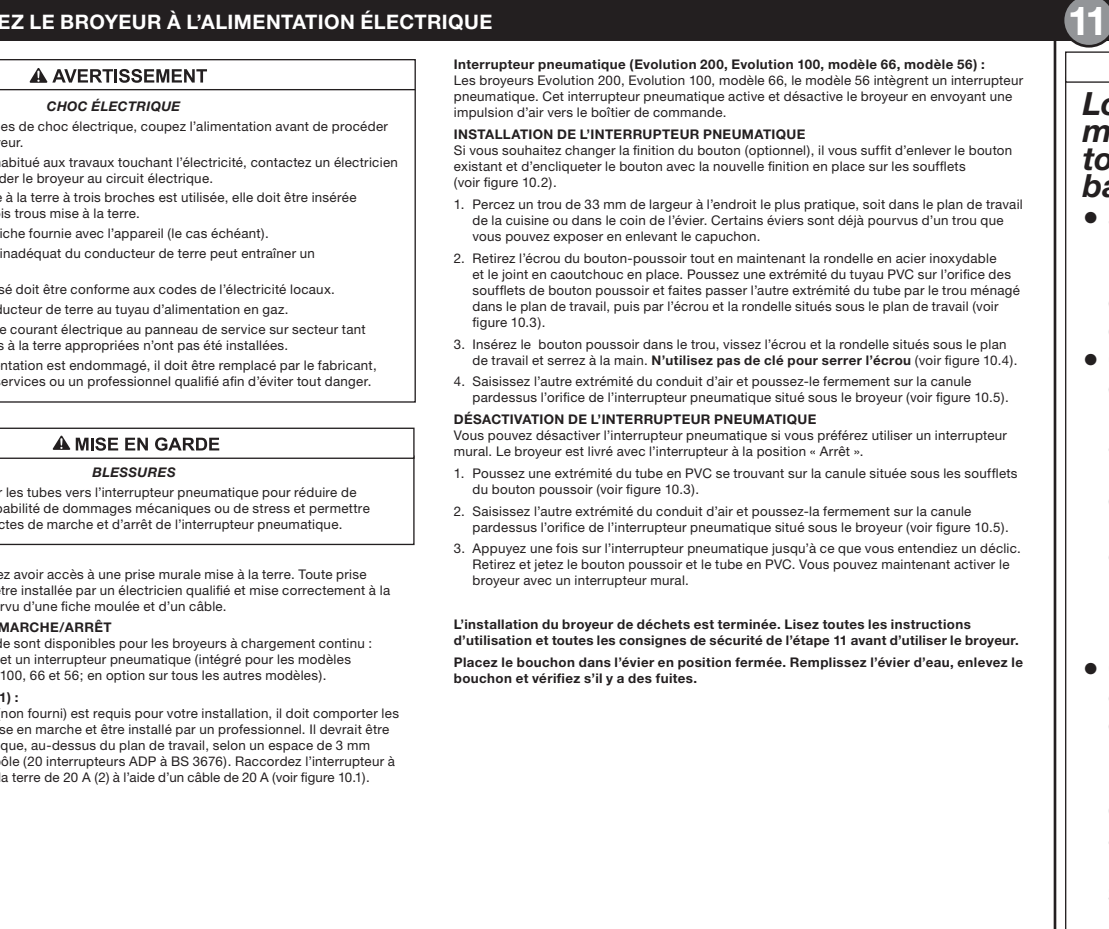 EZ LE BROYEUR À L'ALIMENTATION ÉLECTRIQUE
AVERTISSEMENT
CHOC ÉLECTRIQUE
es de choc électrique, coupez l'alimentation avant de procéder
eur.
abitué aux travaux touchant l'électricité, contactez un électricien
der le broyeur au circuit électrique.
e à la terre à trois broches est utilisée, elle doit être insérée
is trous mise à la terre.
iche fournie avec l'appareil (le cas échéant).
inadéquat du conducteur de terre peut entraîner un
sé doit être conforme aux codes de l'électricité locaux.
ducteur de terre au tuyau d'alimentation en gaz.
e courant électrique au panneau de service sur secteur tant
s à la terre appropriées n'ont pas été installées.
entation est endommagé, il doit être remplacé par le fabricant,
ervices ou un professionnel qualifié afin d'éviter tout danger.
MISE EN GARDE
BLESSURES
r les tubes vers l'interrupteur pneumatique pour réduire de
babilité de dommages mécaniques ou de stress et permettre
ctes de marche et d'arrêt de l'interrupteur pneumatique.
ez avoir accès à une prise murale mise à la terre. Toute prise
être installée par un électricien qualifié et mise correctement à la
rvu d'une fiche moulée et d'un câble.
MARCHE/ARRÊT
de sont disponibles pour les broyeurs à chargement continu :
et un interrupteur pneumatique (intégré pour les modèles
100, 66 et 56; en option sur tous les autres modèles).
1) :
(non fourni) est requis pour votre installation, il doit comporter les
se en marche et être installé par un professionnel. Il devrait être
que, au-dessus du plan de travail, selon un espace de 3 mm
pôle (20 interrupteurs ADP à BS 3676). Raccordez l'interrupteur à
la terre de 20 A (2) à l'aide d'un câble de 20 A (voir figure 10.1).
Interrupteur pneumatique (Evolution 200, Evolution 100, modèle 66, modèle 56) :
Les broyeurs Evolution 200, Evolution 100, modèle 66, le modèle 56 intègrent un interrupteur
pneumatique. Cet interrupteur pneumatique active et désactive le broyeur en envoyant une
impulsion d'air vers le boîtier de commande.
INSTALLATION DE L'INTERRUPTEUR PNEUMATIQUE
Si vous souhaitez changer la finition du bouton (optionnel), il vous suffit d'enlever le bouton
existant et d'encliqueter le bouton avec la nouvelle finition en place sur les soufflets
(voir figure 10.2).
1. Percez un trou de 33 mm de largeur à l'endroit le plus pratique, soit dans le plan de travail
de la cuisine ou dans le coin de l'évier. Certains éviers sont déjà pourvus d'un trou que
vous pouvez exposer en enlevant le capuchon.
2. Retirez l'écrou du bouton-poussoir tout en maintenant la rondelle en acier inoxydable
et le joint en caoutchouc en place. Poussez une extrémité du tuyau PVC sur l'orifice des
soufflets de bouton poussoir et faites passer l'autre extrémité du tube par le trou ménagé
dans le plan de travail, puis par l'écrou et la rondelle situés sous le plan de travail (voir
figure 10.3).
3. Insérez le bouton poussoir dans le trou, vissez l'écrou et la rondelle situés sous le plan
de travail et serrez à la main. N'utilisez pas de clé pour serrer l'écrou (voir figure 10.4).
4. Saisissez l'autre extrémité du conduit d'air et poussez-le fermement sur la canule
pardessus l'orifice de l'interrupteur pneumatique situé sous le broyeur (voir figure 10.5).
DÉSACTIVATION DE L'INTERRUPTEUR PNEUMATIQUE
Vous pouvez désactiver l'interrupteur pneumatique si vous préférez utiliser un interrupteur
mural. Le broyeur est livré avec l'interrupteur à la position « Arrêt ».
1. Poussez une extrémité du tube en PVC se trouvant sur la canule située sous les soufflets
du bouton poussoir (voir figure 10.3).
2. Saisissez l'autre extrémité du conduit d'air et poussez-la fermement sur la canule
pardessus l'orifice de l'interrupteur pneumatique situé sous le broyeur (voir figure 10.5).
3. Appuyez une fois sur l'interrupteur pneumatique jusqu'à ce que vous entendiez un déclic.
Retirez et jetez le bouton poussoir et le tube en PVC. Vous pouvez maintenant activer le
broyeur avec un interrupteur mural.
L'installation du broyeur de déchets est terminée. Lisez toutes les instructions
d'utilisation et toutes les consignes de sécurité de l'étape 11 avant d'utiliser le broyeur.
Placez le bouchon dans l'évier en position fermée. Remplissez l'évier d'eau, enlevez le
bouchon et vérifiez s'il y a des fuites.
11
Lo
m
to
ba